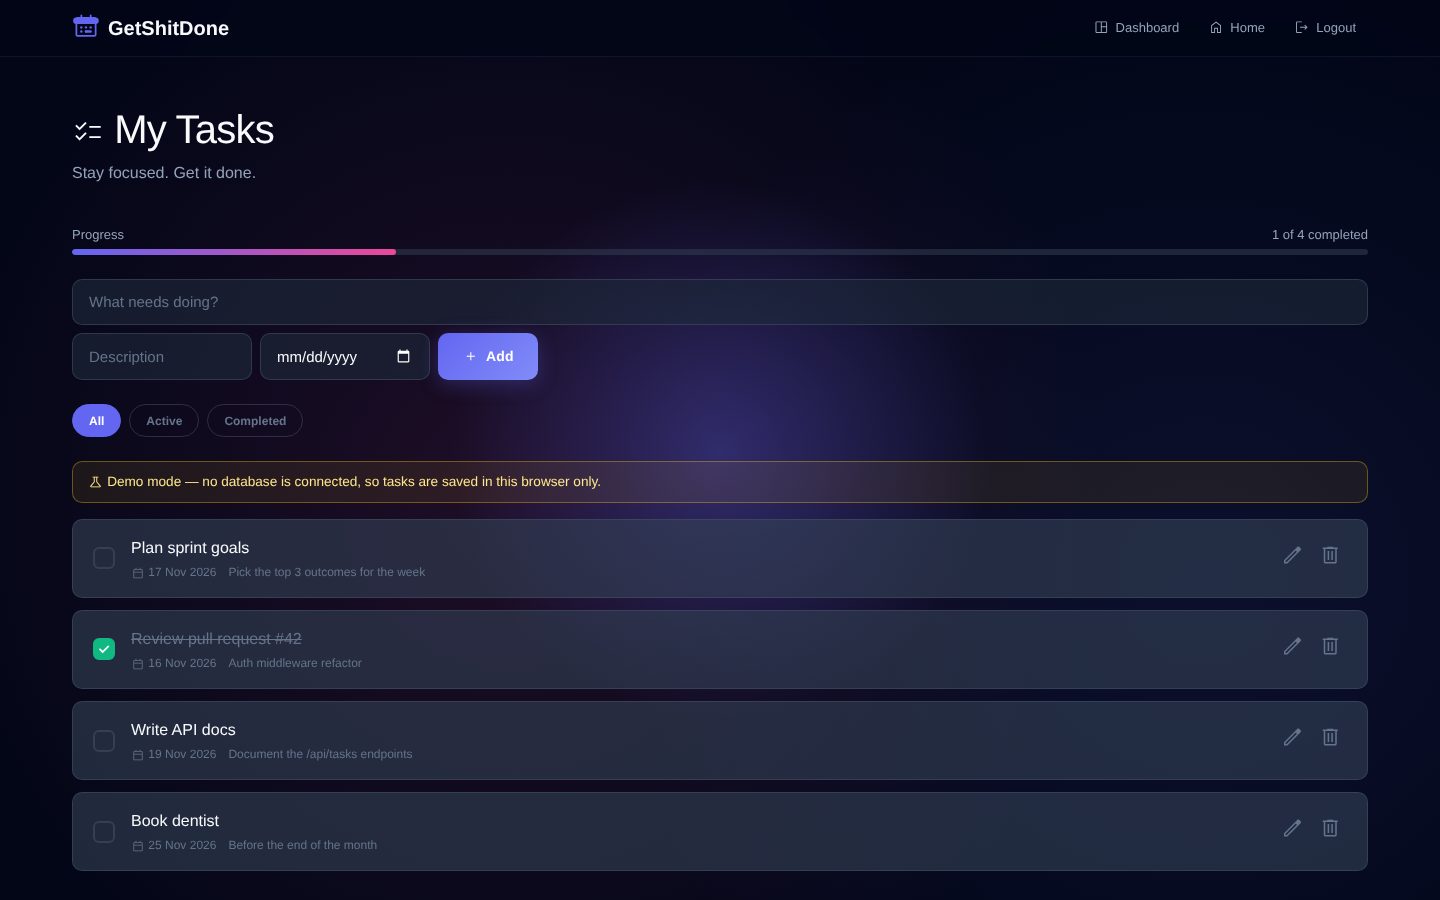 GetShitDone
Dashboard
Home
Logout
My Tasks
Stay focused. Get it done.
Progress
1 of 4 completed
What needs doing?
Description
mm/dd/yyyy
+ Add
All
Active
Completed
Demo mode — no database is connected, so tasks are saved in this browser only.
Plan sprint goals
17 Nov 2026 Pick the top 3 outcomes for the week
Review pull request #42
16 Nov 2026 Auth middleware refactor
Write API docs
19 Nov 2026 Document the /api/tasks endpoints
Book dentist
25 Nov 2026 Before the end of the month